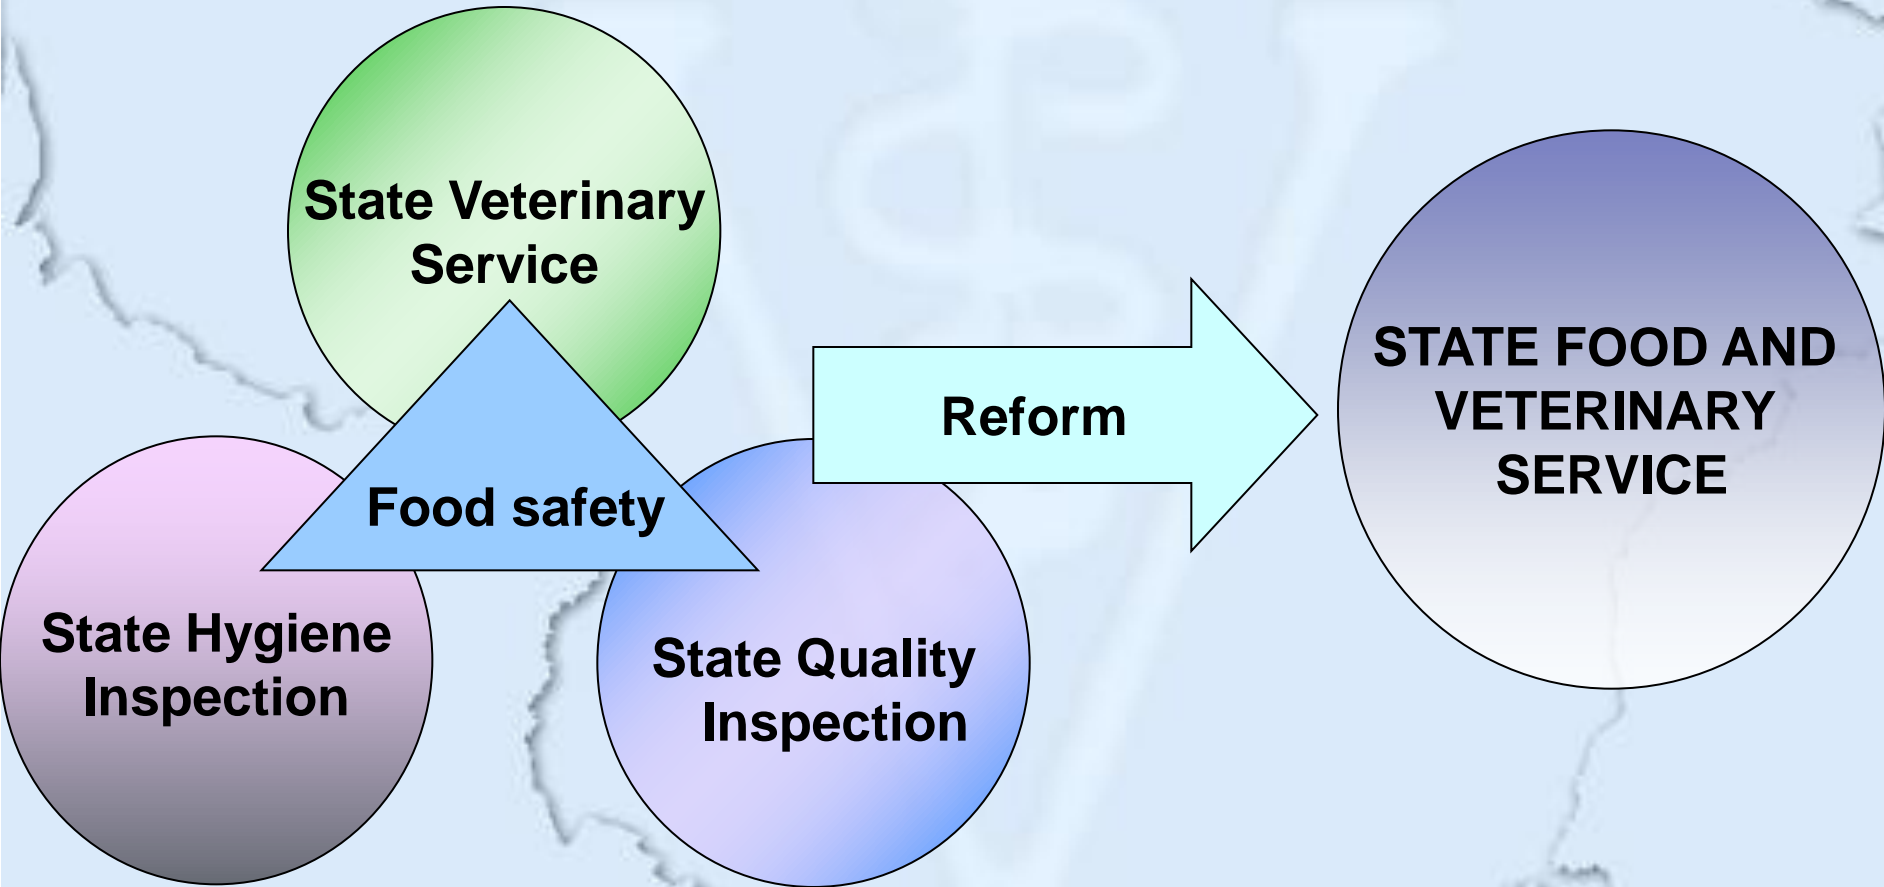 State Veterinary
Service
Food safety
State Hygiene
Inspection
State Quality
Inspection
Reform
STATE FOOD AND
VETERINARY
SERVICE